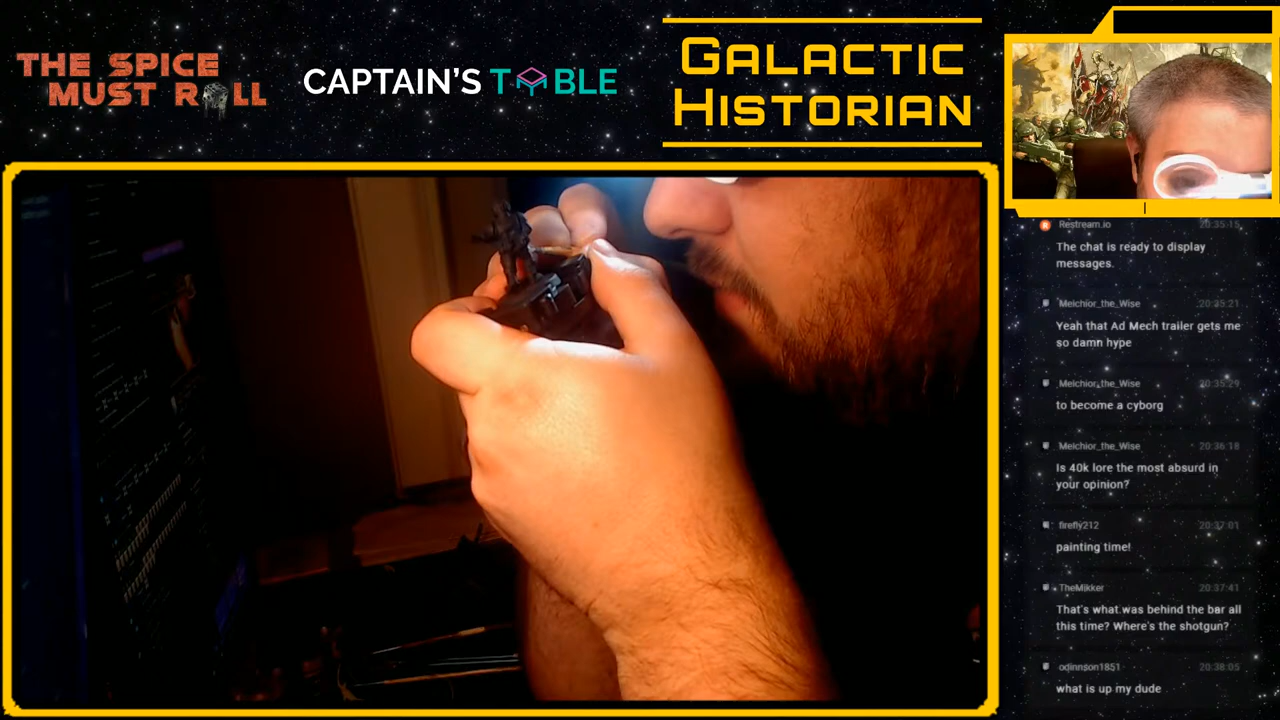 THE SPICE
MUST ROLL
CAPTAIN'S TABLE
GALACTIC
HISTORIAN
Restream.io 20:35:15
The chat is ready to display
messages.
Melchior_the_Wise 20:35:21
Yeah that Ad Mech trailer gets me
so damn hype
Melchior_the_Wise 20:35:29
to become a cyborg
Melchior_the_Wise 20:36:18
Is 40k lore the most absurd in
your opinion?
firefly212 20:37:01
painting time!
TheMikker 20:37:41
That's what was behind the bar all
this time? Where's the shotgun?
odinnson1851 20:38:05
what is up my dude